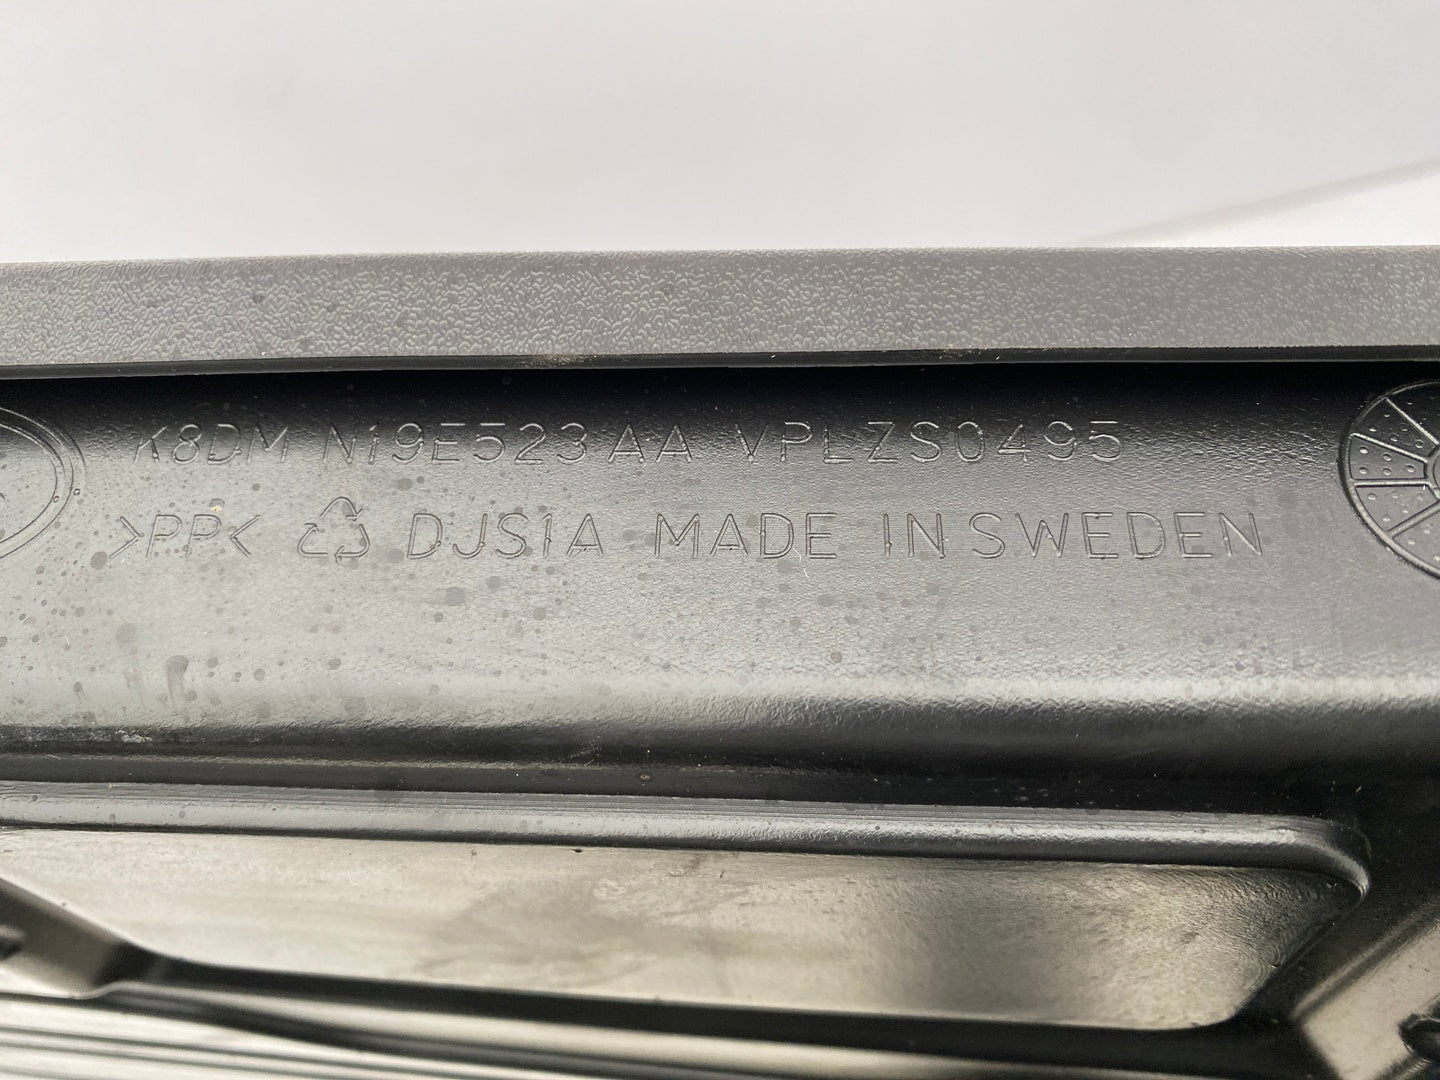 K8DM N19E523 AA VPLZS0495
>PP< DJS1A MADE IN SWEDEN